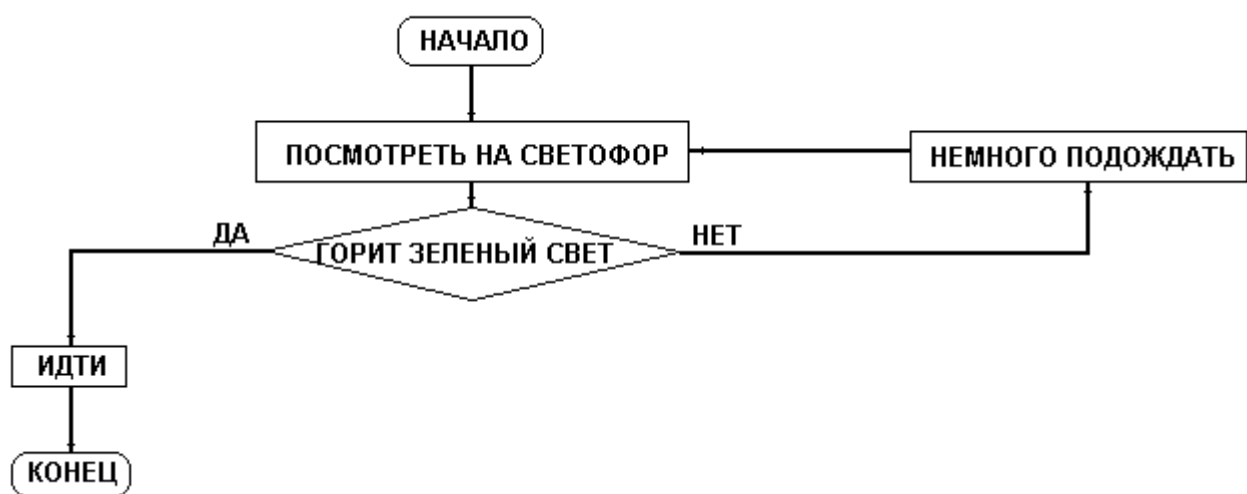 НАЧАЛО
ПОСМОТРЕТЬ НА СВЕТОФОР
НЕМНОГО ПОДОЖДАТЬ
ДА
ГОРИТ ЗЕЛЕНЫЙ СВЕТ
НЕТ
ИДТИ
КОНЕЦ